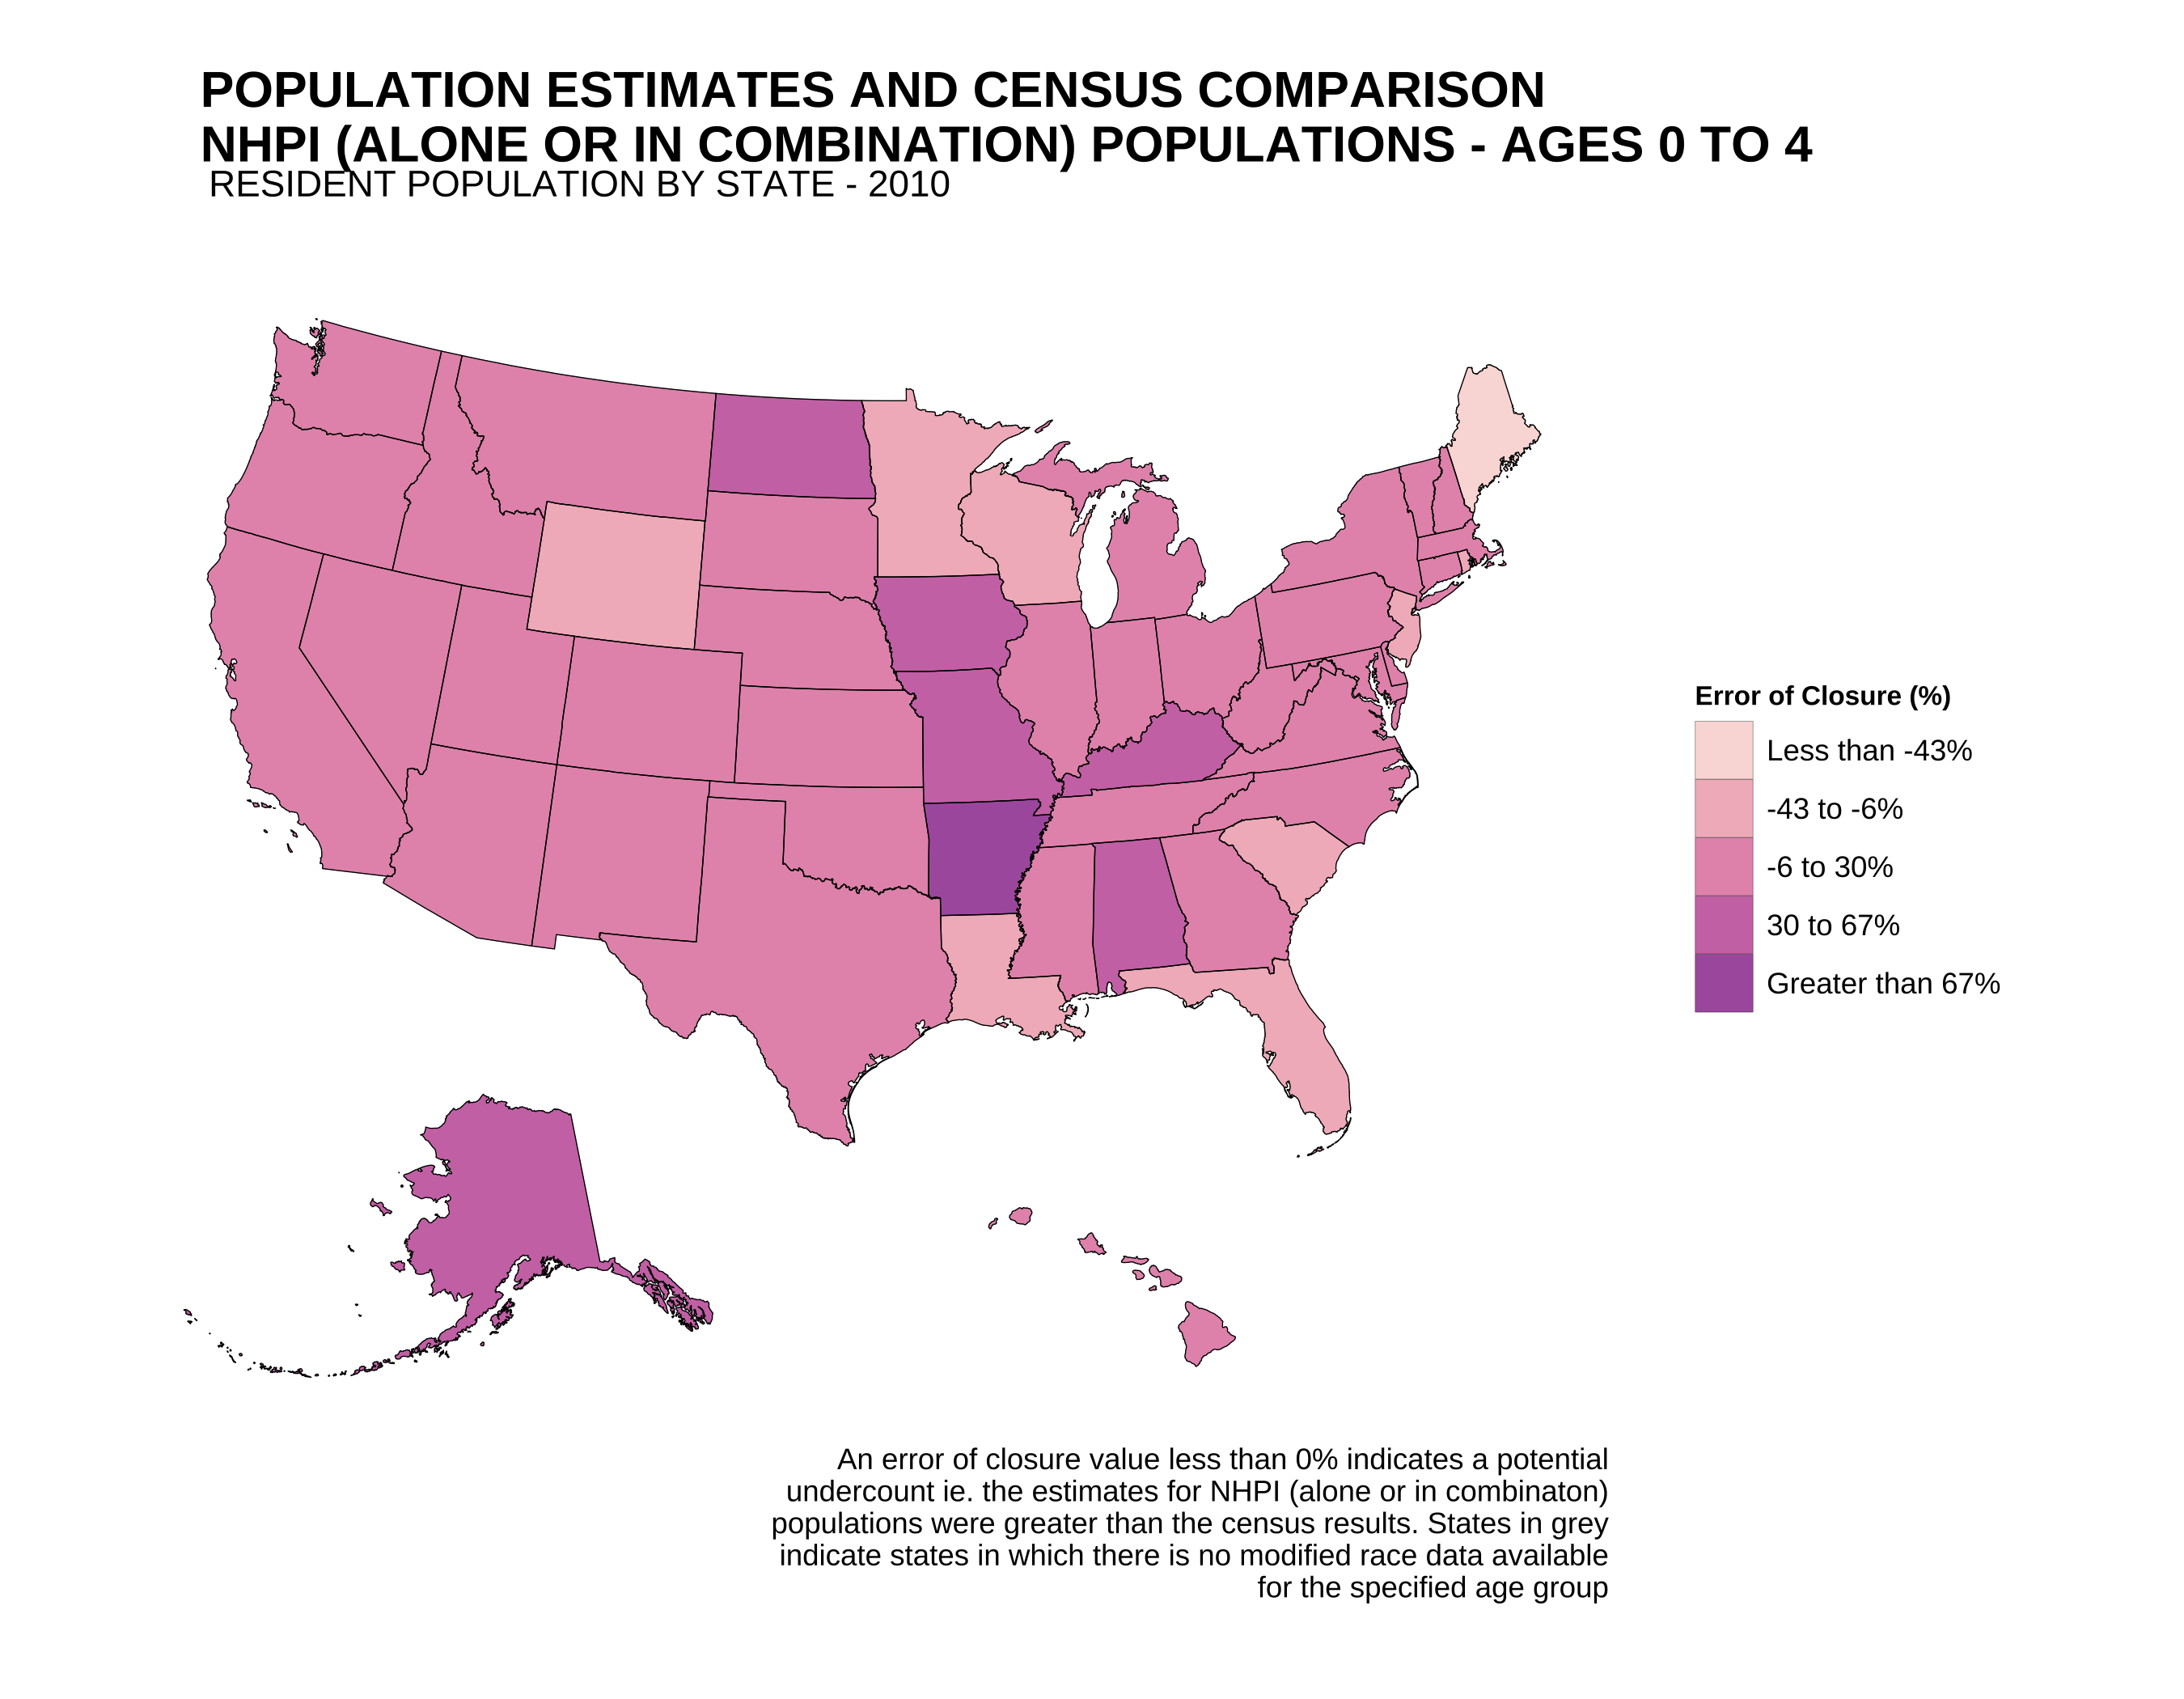 POPULATION ESTIMATES AND CENSUS COMPARISON
NHPI (ALONE OR IN COMBINATION) POPULATIONS - AGES 0 TO 4
RESIDENT POPULATION BY STATE - 2010
Error of Closure (%)
Less than -43%
-43 to -6%
-6 to 30%
30 to 67%
Greater than 67%
An error of closure value less than 0% indicates a potential
undercount ie. the estimates for NHPI (alone or in combinaton)
populations were greater than the census results. States in grey
indicate states in which there is no modified race data available
for the specified age group